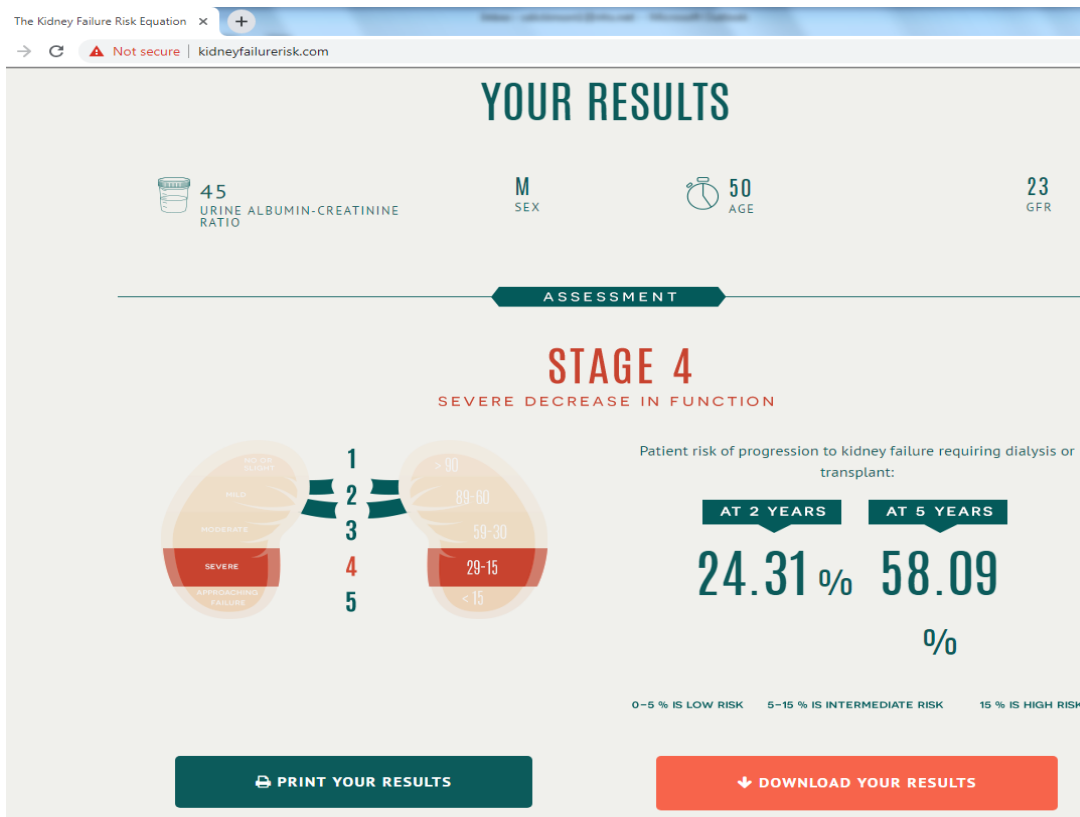 The Kidney Failure Risk Equation
Not secure | kidneyfailurerisk.com
YOUR RESULTS
45
URINE ALBUMIN-CREATININE
RATIO
M
SEX
50
AGE
23
GFR
ASSESSMENT
STAGE 4
SEVERE DECREASE IN FUNCTION
NO OR
SLIGHT
1
> 90
MILD
2
89-60
MODERATE
3
59-30
SEVERE
4
29-15
APPROACHING
FAILURE
5
< 15
Patient risk of progression to kidney failure requiring dialysis or
transplant:
AT 2 YEARS
AT 5 YEARS
24.31 %
58.09
%
0-5 % IS LOW RISK
5-15 % IS INTERMEDIATE RISK
15 % IS HIGH RISK
PRINT YOUR RESULTS
DOWNLOAD YOUR RESULTS